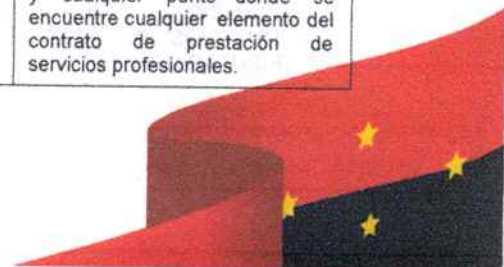 encuentre cualquier elemento del
contrato de prestación de
servicios profesionales.